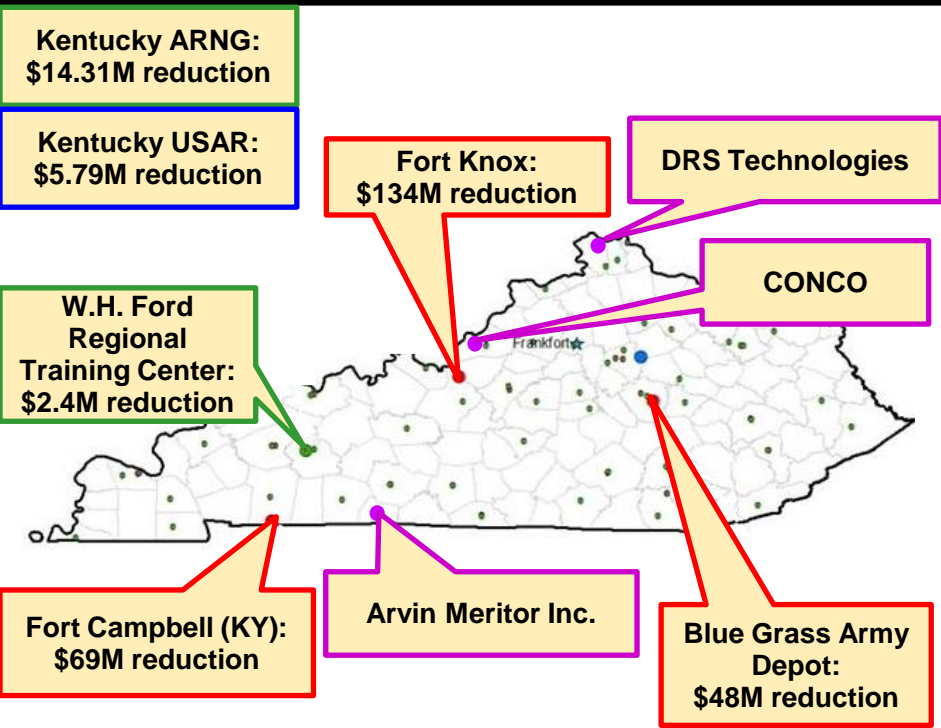 Kentucky ARNG:
$14.31M reduction
Kentucky USAR:
$5.79M reduction
Fort Knox:
$134M reduction
DRS Technologies
CONCO
W.H. Ford
Regional
Training Center:
$2.4M reduction
Frankfort
Fort Campbell (KY):
$69M reduction
Arvin Meritor Inc.
Blue Grass Army
Depot:
$48M reduction